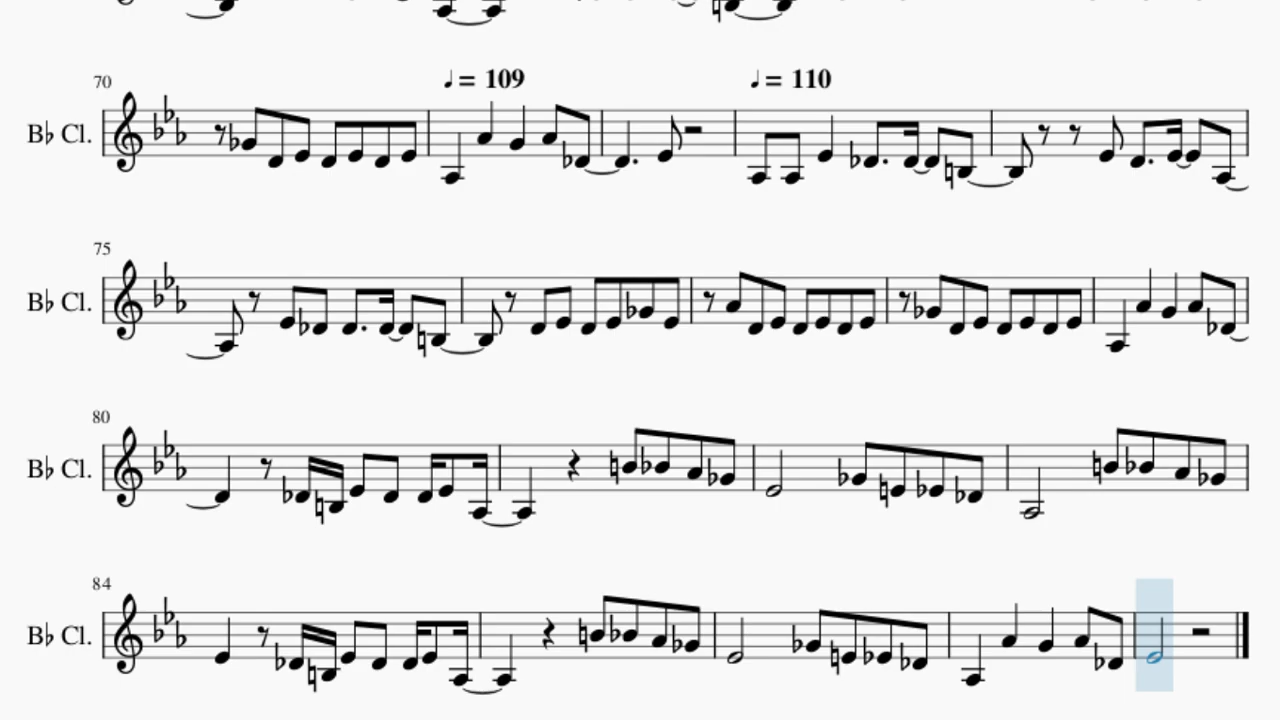 70
♩ = 109
♩ = 110
B♭ Cl.
75
B♭ Cl.
80
B♭ Cl.
84
B♭ Cl.